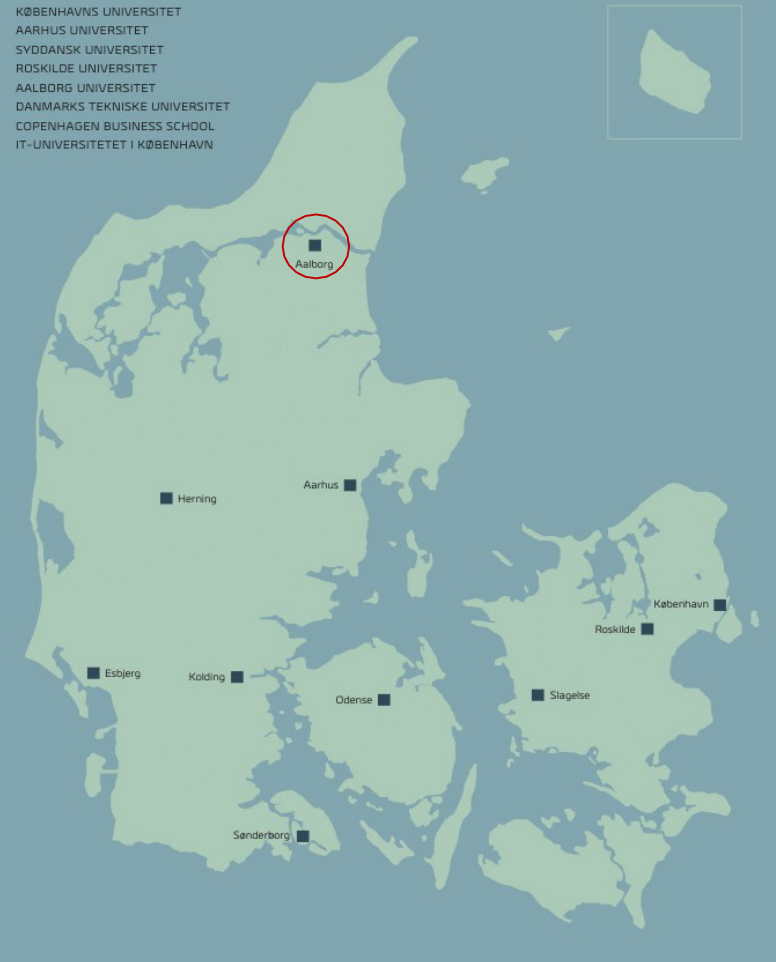 KØBENHAVNS UNIVERSITET
AARHUS UNIVERSITET
SYDDANSK UNIVERSITET
ROSKILDE UNIVERSITET
AALBORG UNIVERSITET
DANMARKS TEKNISKE UNIVERSITET
COPENHAGEN BUSINESS SCHOOL
IT-UNIVERSITETET I KØBENHAVN
Aalborg
Aarhus
Herning
København
Roskilde
Esbjerg
Kolding
Slagelse
Odense
Sønderborg